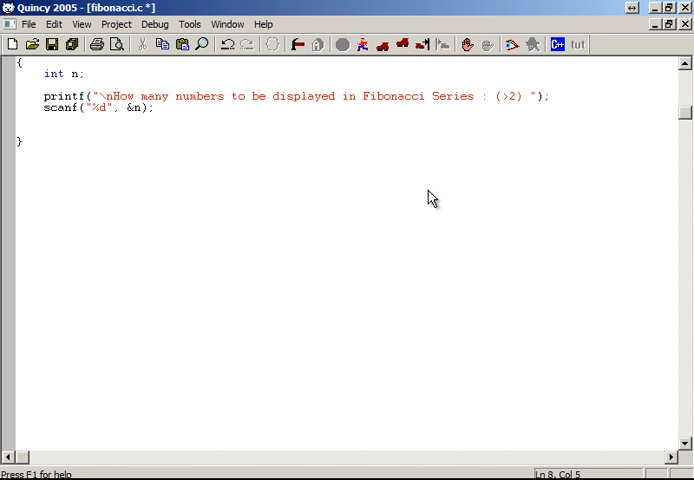 Quincy 2005 - [fibonacci.c *]
File Edit View Project Debug Tools Window Help
C++ tut
{
int n;
printf("\nHow many numbers to be displayed in Fibonacci Series : (>2) ");
scanf("%d", &n);
}
Press F1 for help
Ln 8, Col 5